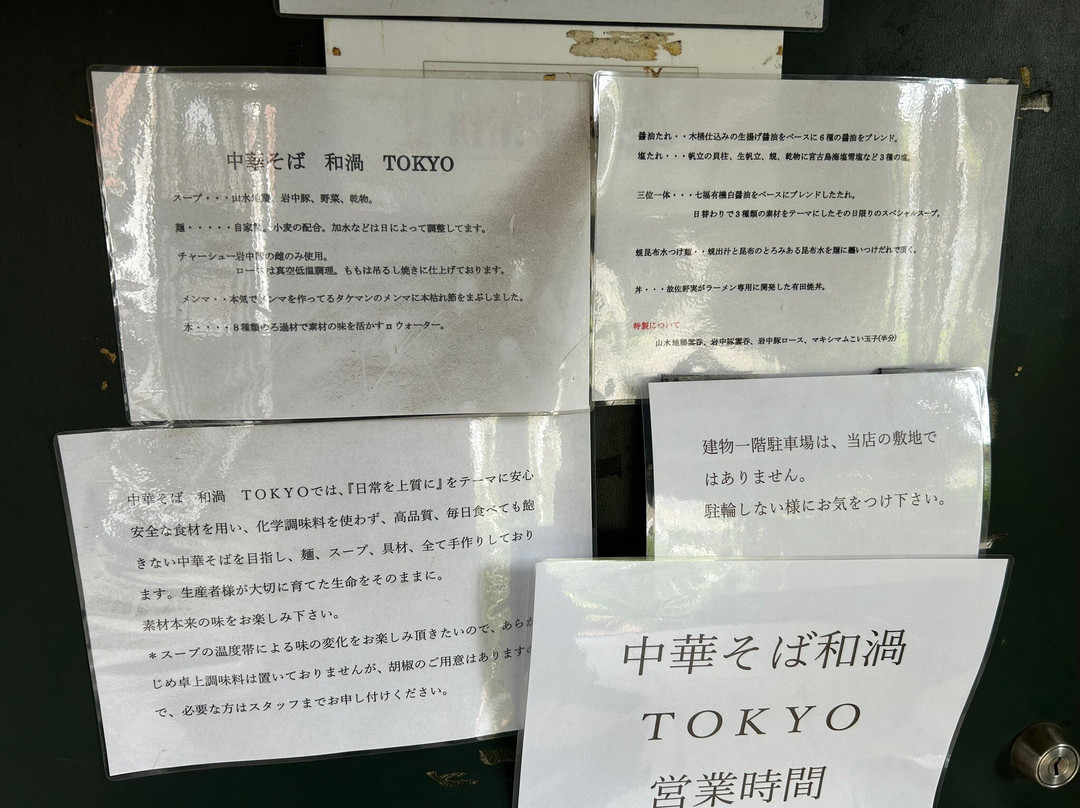 中華そば 和渦 TOKYO
スープ・・・山水地鶏、岩中豚、野菜、乾物。
麺・・・・・自家製。小麦の配合。加水などは日によって調整してます。
チャーシュー岩中豚の雌のみ使用。
ロースは真空低温調理。ももは吊るし焼きに仕上げております。
メンマ・・本気でメンマを作ってるタケマンのメンマに本枯れ節をまぶしました。
水・・・・８種類のろ過材で素材の味を活かすπウォーター。
醤油たれ・・木桶仕込みの生揚げ醤油をベースに６種の醤油をブレンド。
塩たれ・・・帆立の貝柱、生帆立、蜆、乾物に宮古島海塩雪塩など３種の塩。
三位一体・・・七福有機白醤油をベースにブレンドしたたれ。
日替わりで３種類の素材をテーマにしたその日限りのスペシャルスープ。
蜆昆布水つけ麺・・蜆出汁と昆布のとろみある昆布水を麺に纏いつけだれで頂く。
丼・・・故佐野実がラーメン専用に開発した有田焼丼。
特製について
山水地鶏雲呑、岩中豚雲呑、岩中豚ロース、マキシマムこい玉子(半分)
中華そば 和渦 ＴＯＫＹＯでは、『日常を上質に』をテーマに安心
安全な食材を用い、化学調味料を使わず、高品質、毎日食べても飽
きない中華そばを目指し、麺、スープ、具材、全て手作りしており
ます。生産者様が大切に育てた生命をそのままに。
素材本来の味をお楽しみ下さい。
＊スープの温度帯による味の変化をお楽しみ頂きたいので、あらか
じめ卓上調味料は置いておりませんが、胡椒のご用意はありますの
で、必要な方はスタッフまでお申し付けください。
建物一階駐車場は、当店の敷地で
はありません。
駐輪しない様にお気をつけ下さい。
中華そば和渦
ＴＯＫＹＯ
営業時間